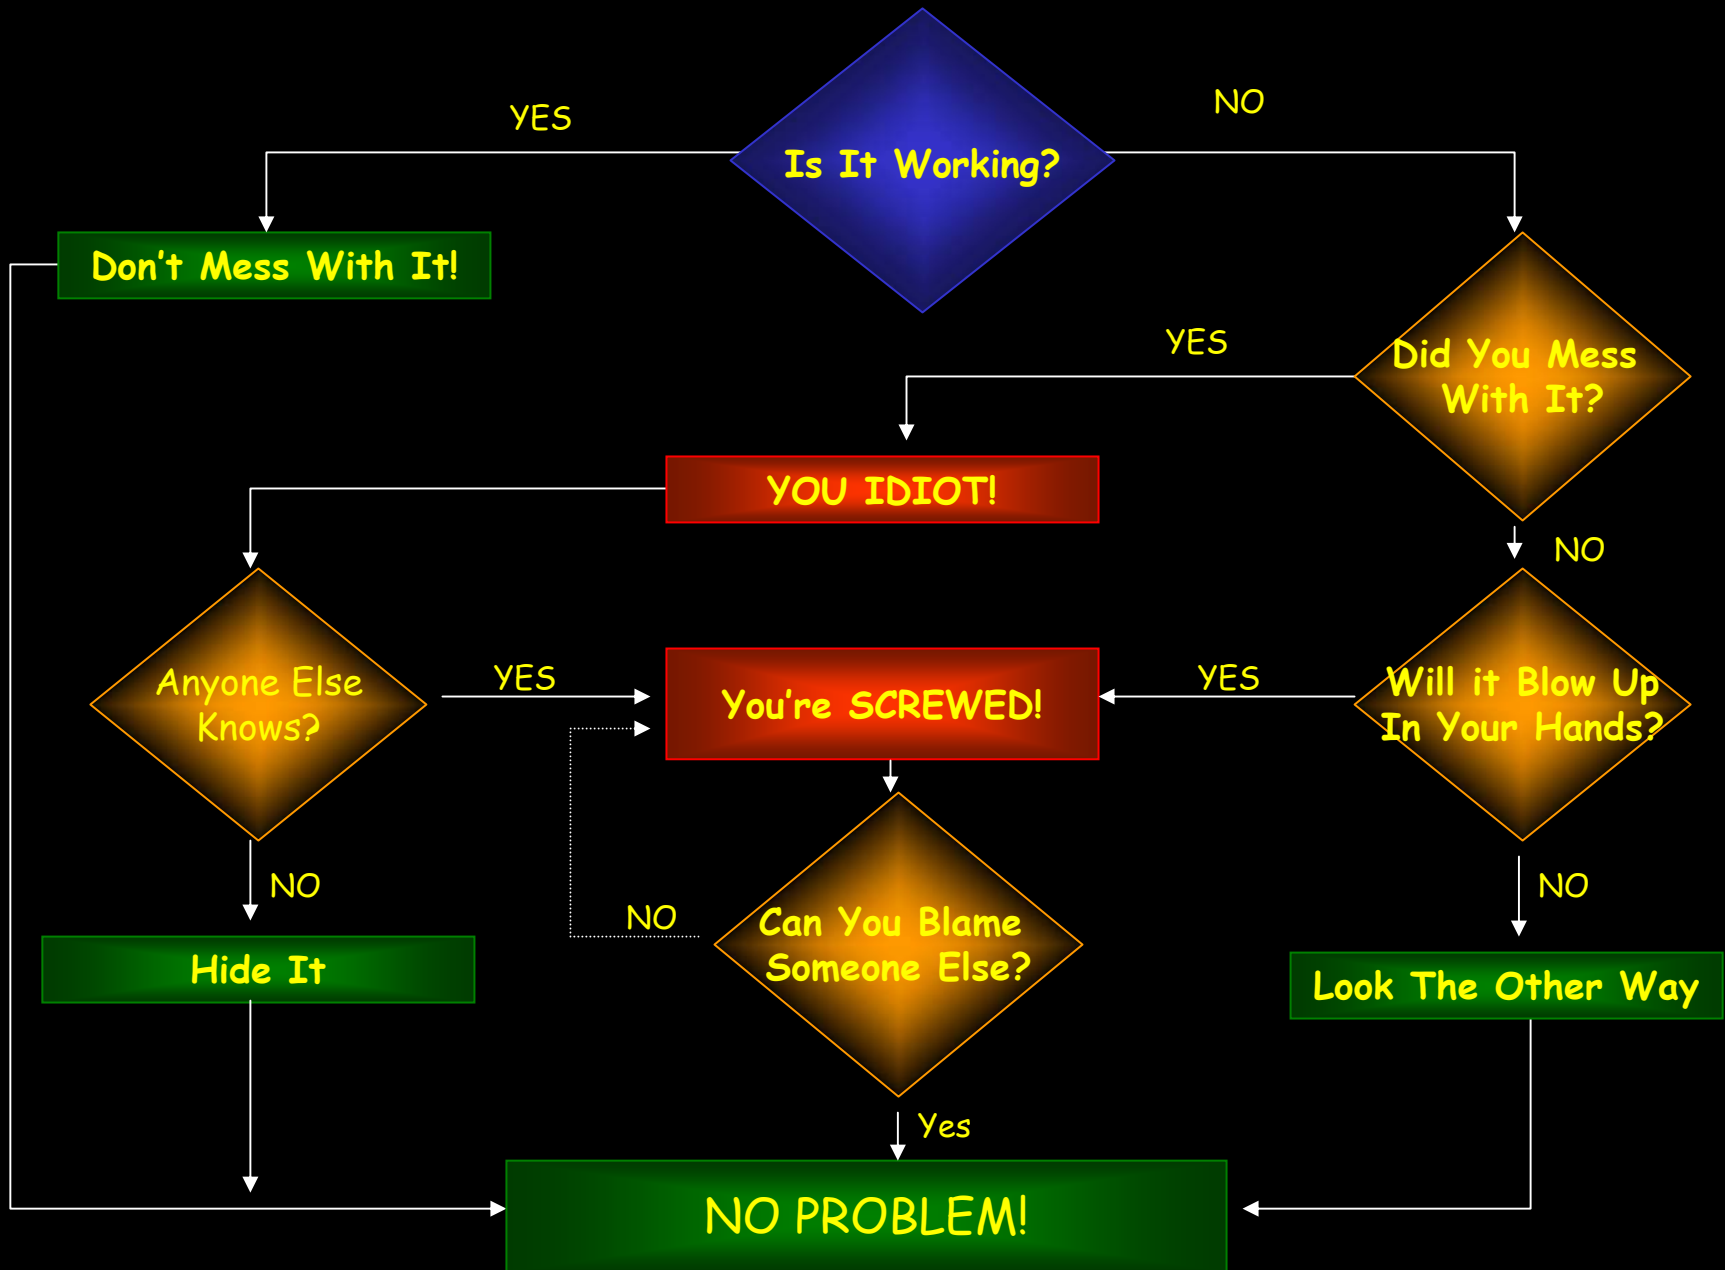 YES
NO
Is It Working?
Don't Mess With It!
YES
Did You Mess
With It?
YOU IDIOT!
NO
Anyone Else
Knows?
YES
You're SCREWED!
YES
Will it Blow Up
In Your Hands?
NO
NO
Can You Blame
Someone Else?
NO
Hide It
Look The Other Way
Yes
NO PROBLEM!